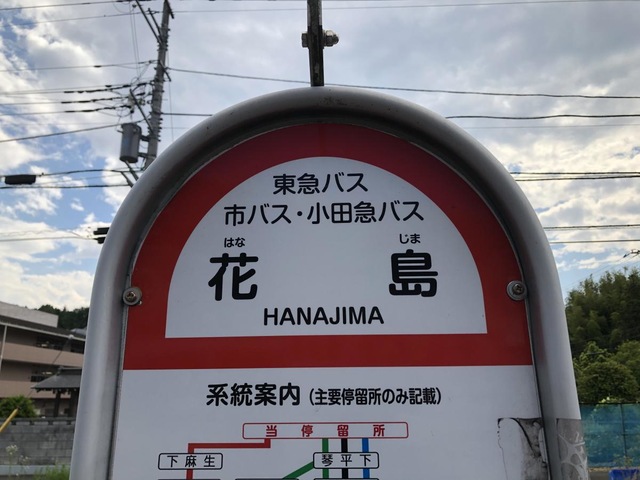 東急バス
市バス・小田急バス
はな じま
花 島
HANAJIMA
系統案内（主要停留所のみ記載）
当停留所
下麻生 琴平下